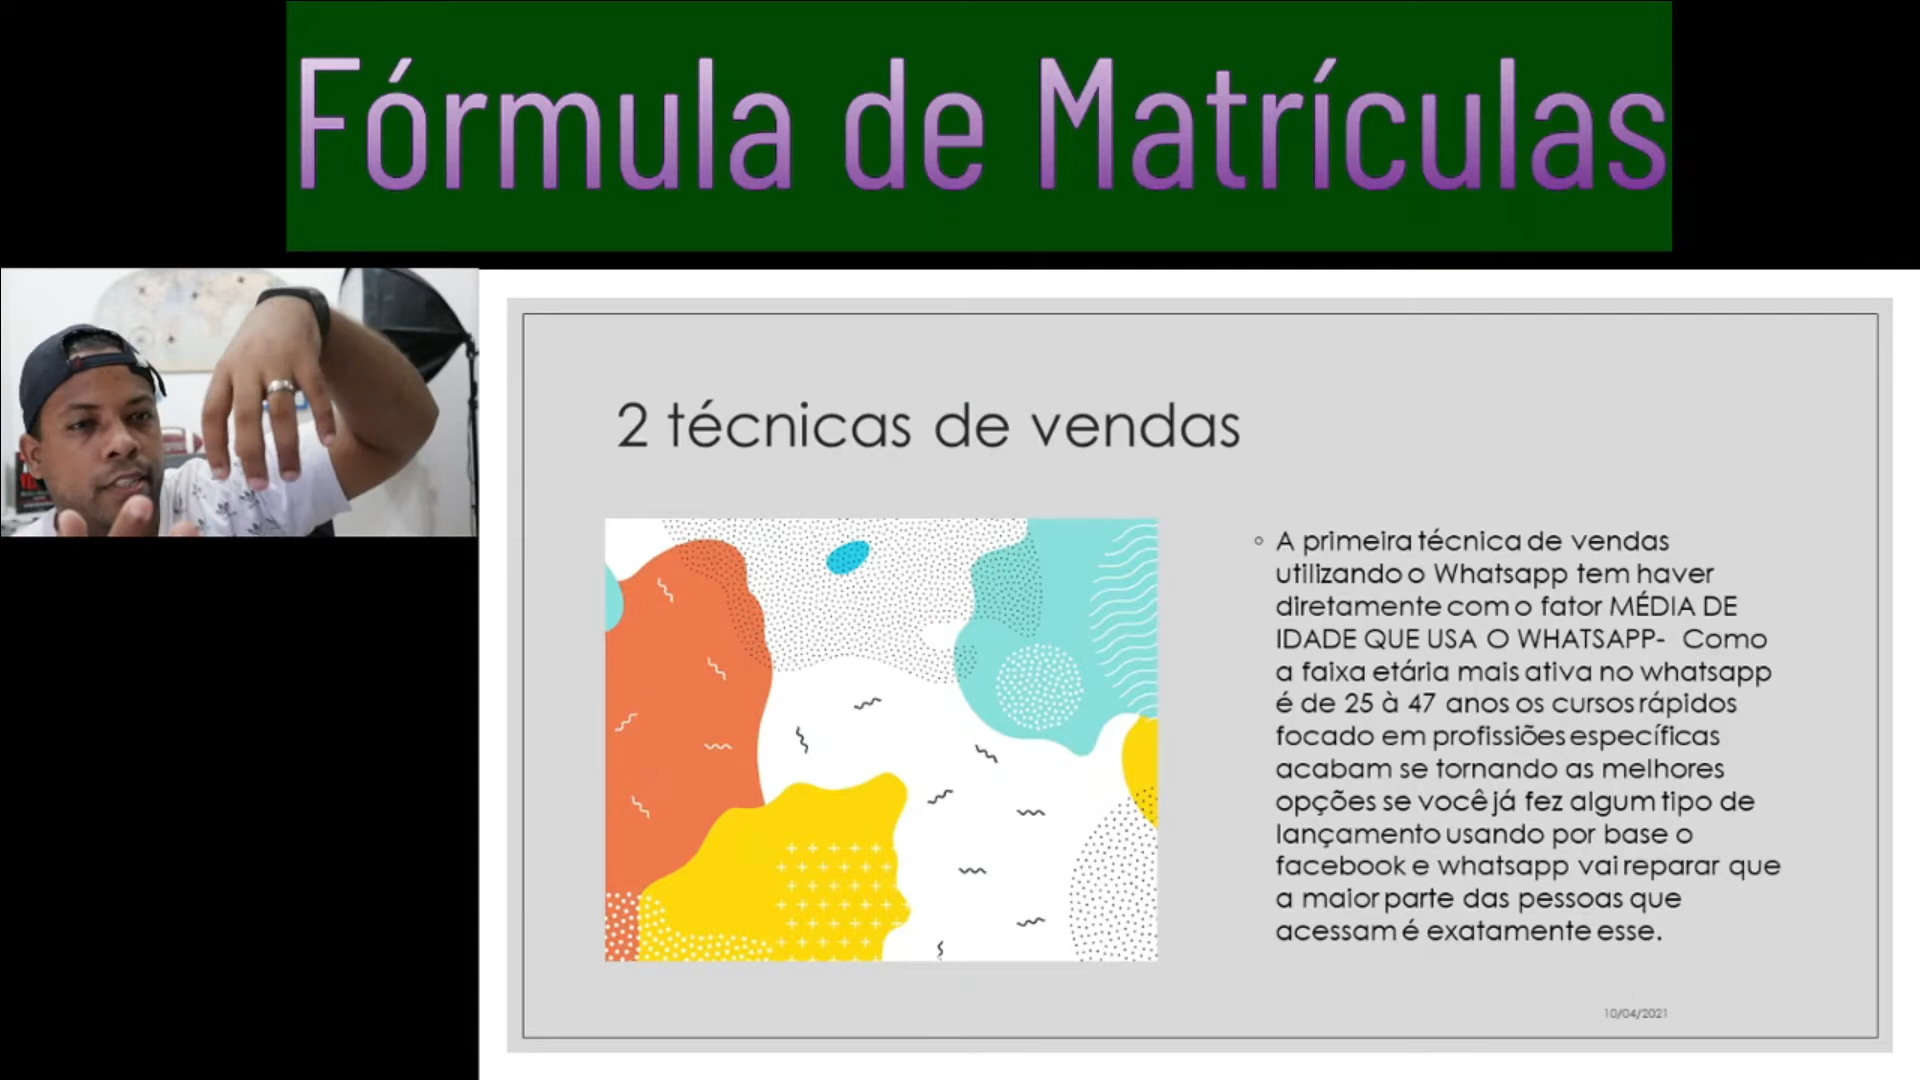 Fórmula de Matrículas
2 técnicas de vendas
A primeira técnica de vendas
utilizando o Whatsapp tem haver
diretamente com o fator MÉDIA DE
IDADE QUE USA O WHATSAPP- Como
a faixa etária mais ativa no whatsapp
é de 25 à 47 anos os cursos rápidos
focado em profissiões específicas
acabam se tornando as melhores
opções se você já fez algum tipo de
lançamento usando por base o
facebook e whatsapp vai reparar que
a maior parte das pessoas que
acessam é exatamente esse.
10/04/2021